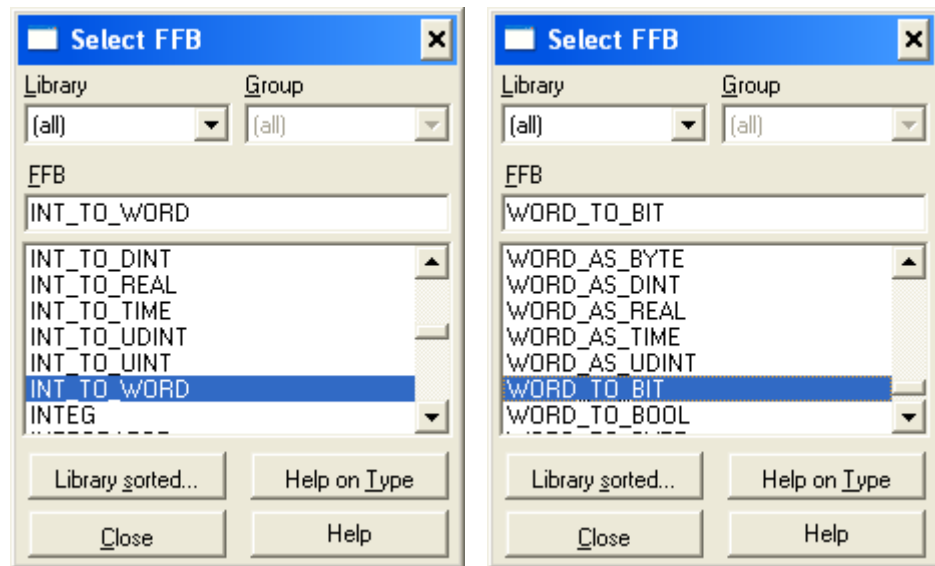 Select FFB
Library Group
(all) (all)
FFB
INT_TO_WORD
INT_TO_DINT
INT_TO_REAL
INT_TO_TIME
INT_TO_UDINT
INT_TO_UINT
INT_TO_WORD
INTEG
Library sorted... Help on Type
Close Help
Select FFB
Library Group
(all) (all)
FFB
WORD_TO_BIT
WORD_AS_BYTE
WORD_AS_DINT
WORD_AS_REAL
WORD_AS_TIME
WORD_AS_UDINT
WORD_TO_BIT
WORD_TO_BOOL
Library sorted... Help on Type
Close Help